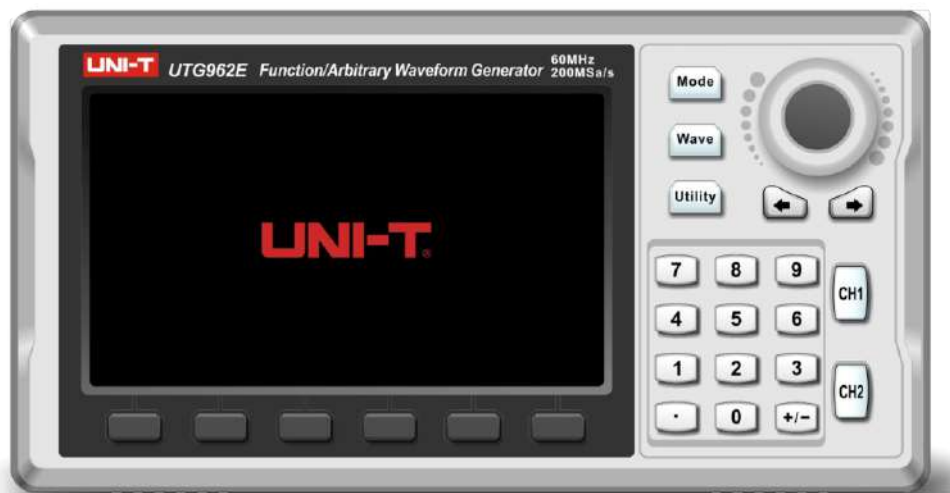 UNI-T UTG962E Function/Arbitrary Waveform Generator 60MHz
200MSa/s
UNI-T®
Mode
Wave
Utility
7 8 9
4 5 6
1 2 3
. 0 +/-
CH1
CH2